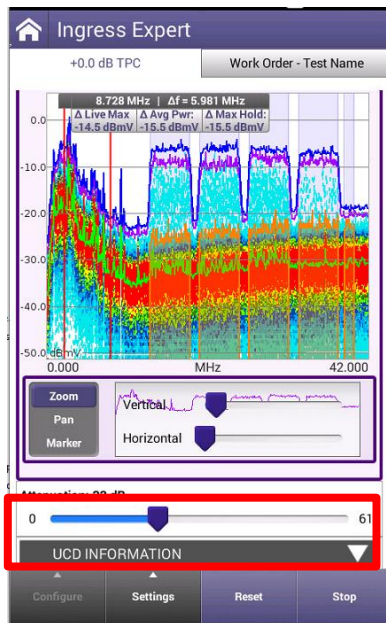 Ingress Expert
+0.0 dB TPC
Work Order - Test Name
8.728 MHz | Δf = 5.981 MHz
Δ Live Max
Δ Avg Pwr:
Δ Max Hold:
-14.5 dBmV
-15.5 dBmV
-15.5 dBmV
0.0
-10.0
-20.0
-30.0
-40.0
-50.0 dBmV
0.000
MHz
42.000
Zoom
Pan
Marker
Vertical
Horizontal
0
61
UCD INFORMATION
Configure
Settings
Reset
Stop